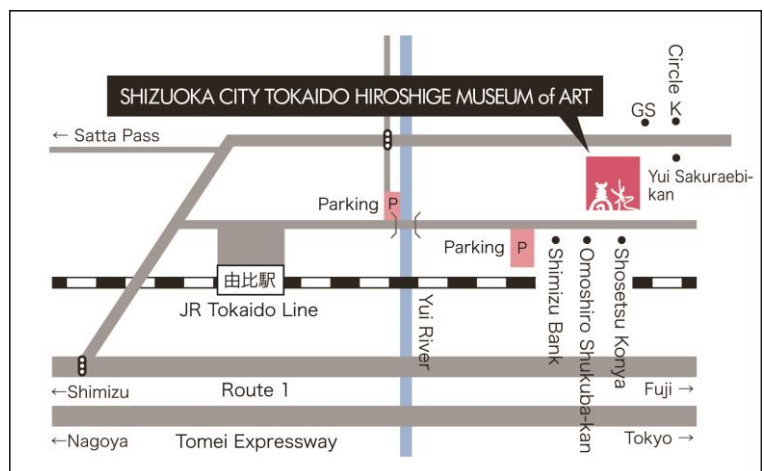 Circle K
SHIZUOKA CITY TOKAIDO HIROSHIGE MUSEUM of ART
GS
← Satta Pass
Yui Sakuraebi-
kan
Parking P
Parking P
由比駅
JR Tokaido Line
Yui River
Shimizu Bank
Omoshiro Shukuba-kan
Shosetsu Konya
←Shimizu
Route 1
Fuji →
←Nagoya
Tomei Expressway
Tokyo →